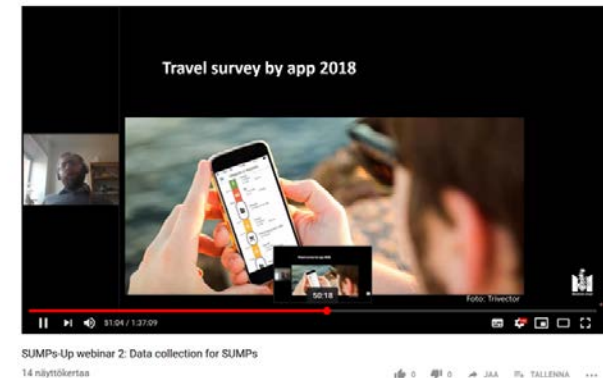 Travel survey by app 2018
50:18
Foto: Trivector
51:04 / 1:37:09
SUMPs-Up webinar 2: Data collection for SUMPs
14 näyttökertaa
0
0
JAA
TALLENNA